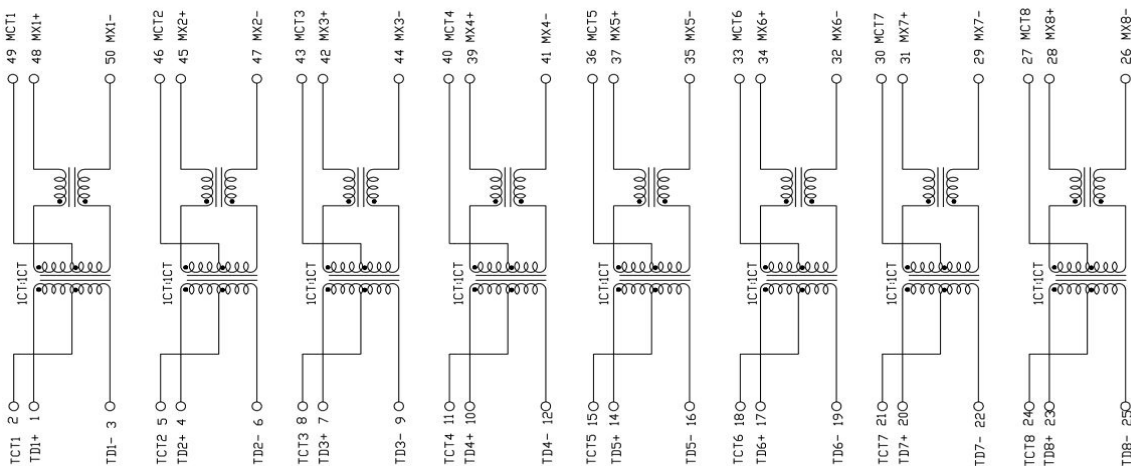 49 MCT1
48 MX1+
50 MX1-
46 MCT2
45 MX2+
47 MX2-
43 MCT3
42 MX3+
44 MX3-
40 MCT4
39 MX4+
41 MX4-
36 MCT5
37 MX5+
35 MX5-
33 MCT6
34 MX6+
32 MX6-
30 MCT7
31 MX7+
29 MX7-
27 MCT8
28 MX8+
26 MX8-
1CT:1CT
1CT:1CT
1CT:1CT
1CT:1CT
1CT:1CT
1CT:1CT
1CT:1CT
1CT:1CT
TCT1 2
TD1+ 1
TD1- 3
TCT2 5
TD2+ 4
TD2- 6
TCT3 8
TD3+ 7
TD3- 9
TCT4 11
TD4+ 10
TD4- 12
TCT5 15
TD5+ 14
TD5- 16
TCT6 18
TD6+ 17
TD6- 19
TCT7 21
TD7+ 20
TD7- 22
TCT8 24
TD8+ 23
TD8- 25